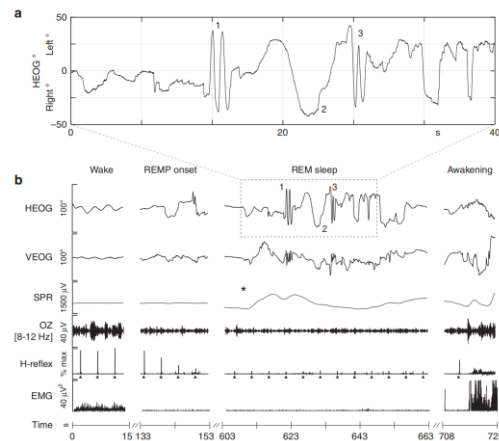 a
50
Left °
HEOG °
0
Right °
−50
1
2
3
0
20
s
40
b
Wake
REMP onset
REM sleep
Awakening
HEOG
100°
1
2
3
VEOG
100°
SPR
1500 µV
*
OZ
[8-12 Hz]
40 µV
H-reflex
% max
EMG
40 µV²
Time
s
0
15
133
153
603
623
643
663
708